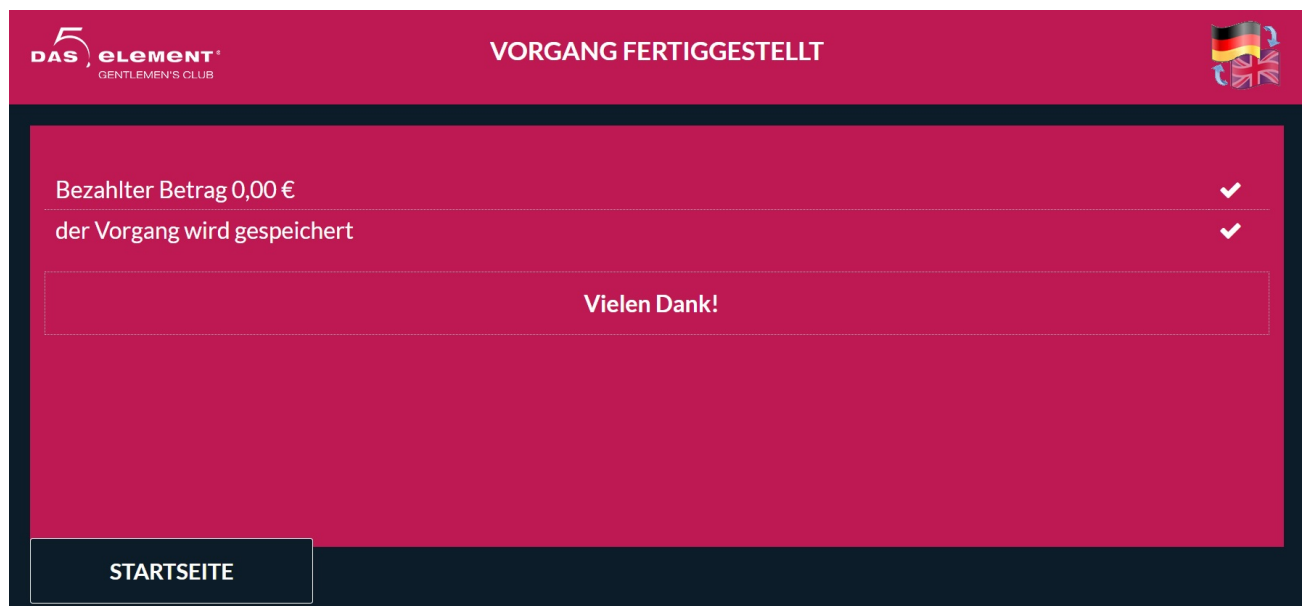 DAS 5 eLement®
GENTLEMEN'S CLUB
VORGANG FERTIGGESTELLT
Bezahlter Betrag 0,00 €
der Vorgang wird gespeichert
Vielen Dank!
STARTSEITE